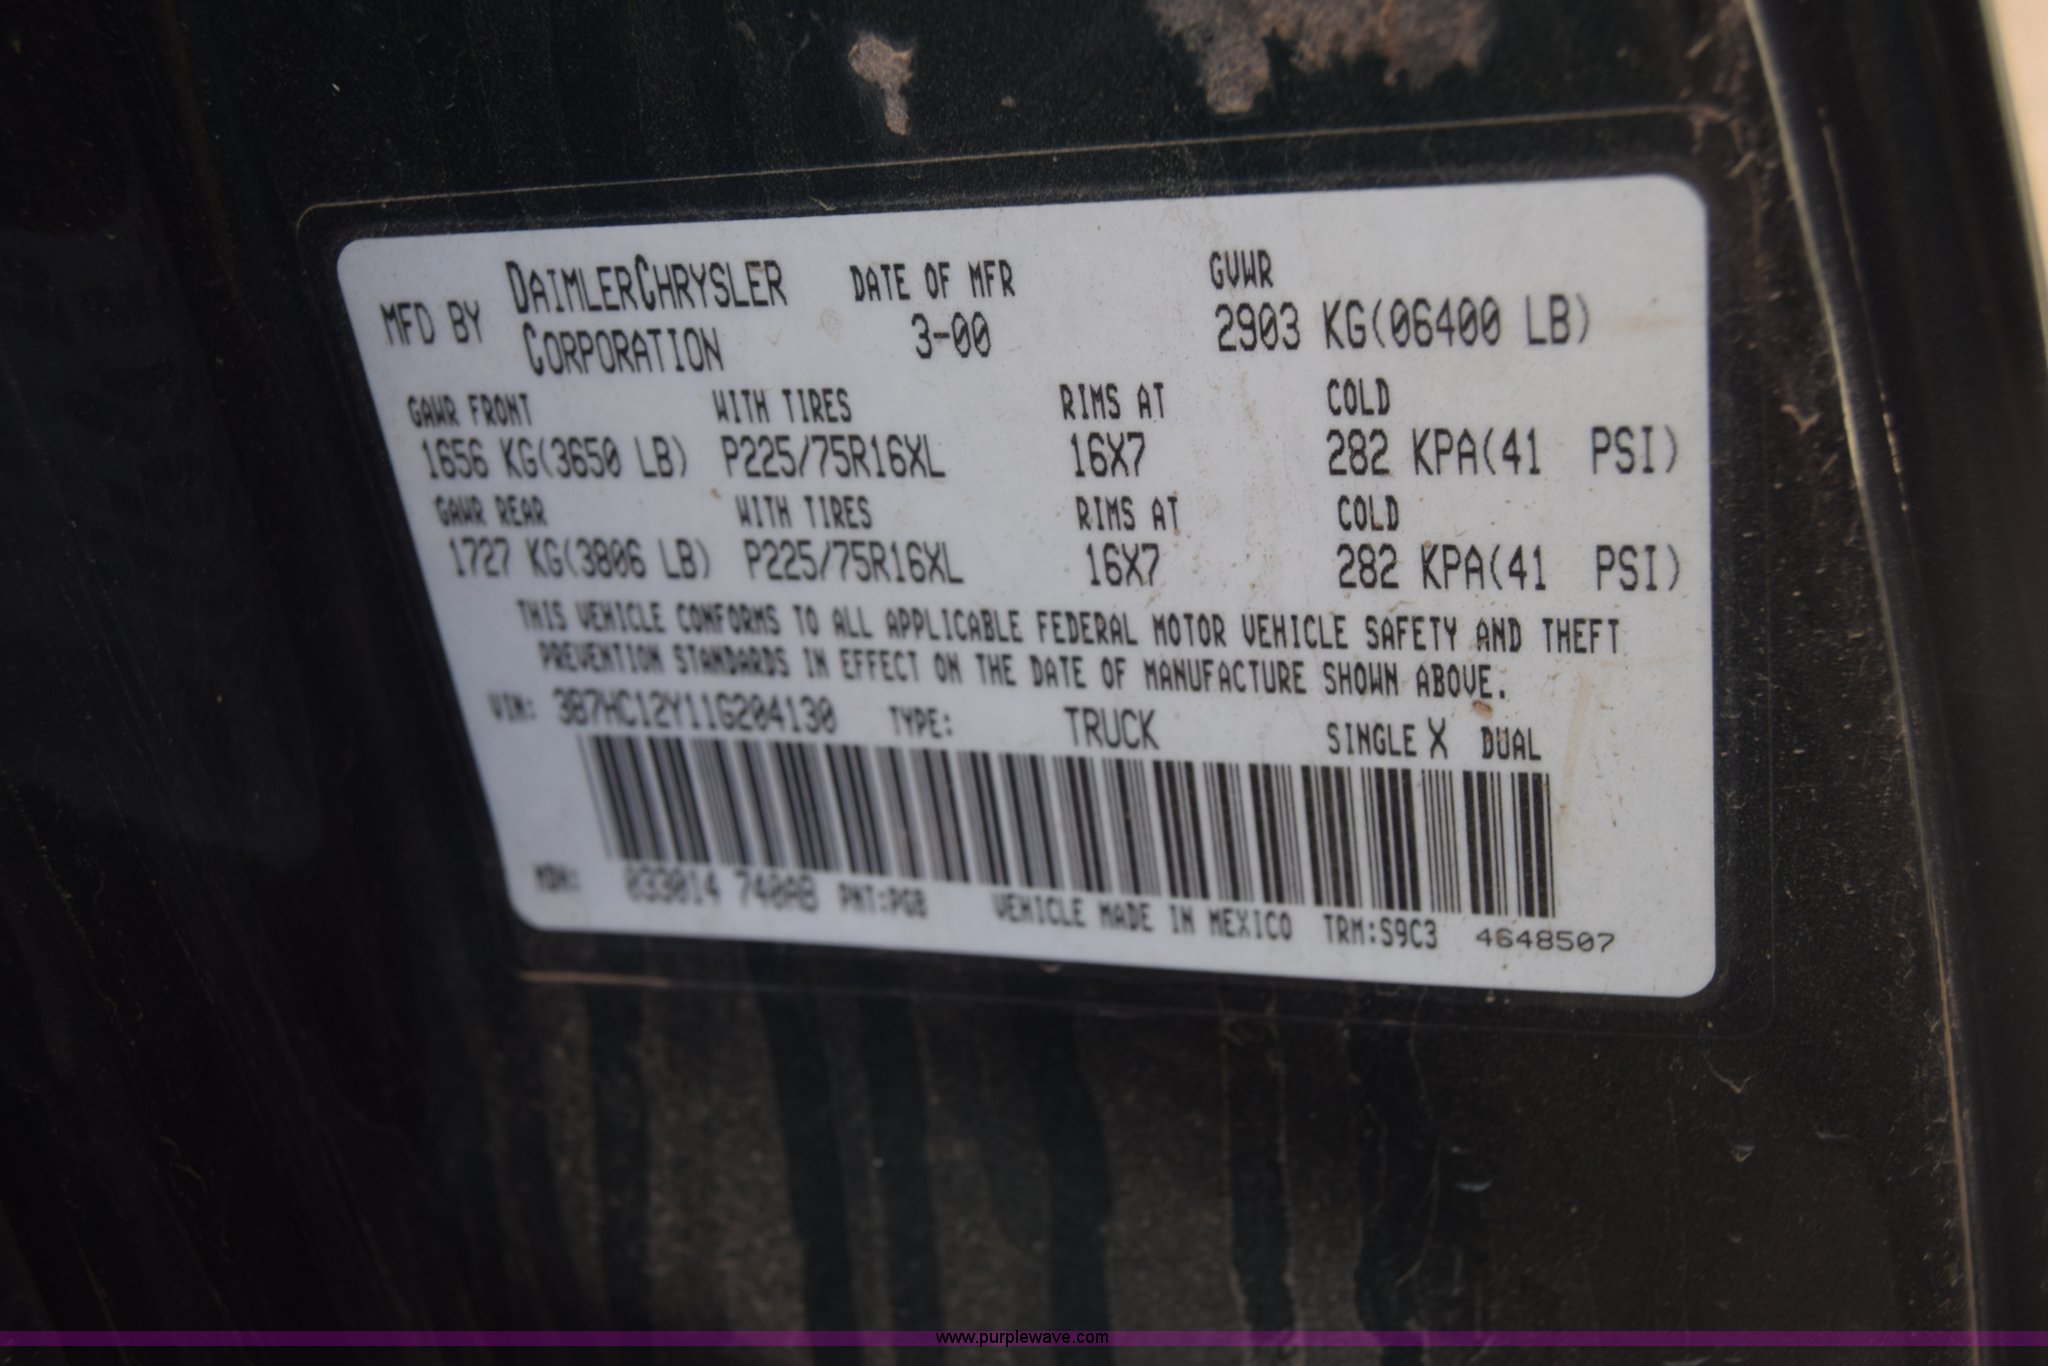 MFD BY DAIMLERCHRYSLER CORPORATION DATE OF MFR 3-00 GVWR 2903 KG(06400 LB)
GAWR FRONT WITH TIRES RIMS AT COLD
1656 KG(3650 LB) P225/75R16XL 16X7 282 KPA(41 PSI)
GAWR REAR WITH TIRES RIMS AT COLD
1727 KG(3806 LB) P225/75R16XL 16X7 282 KPA(41 PSI)
THIS VEHICLE CONFORMS TO ALL APPLICABLE FEDERAL MOTOR VEHICLE SAFETY AND THEFT
PREVENTION STANDARDS IN EFFECT ON THE DATE OF MANUFACTURE SHOWN ABOVE.
VIN: 3B7HC12Y11G204130 TYPE: TRUCK SINGLE X DUAL
MDH: 033014 740AB PNT:PGB VEHICLE MADE IN MEXICO TRM:S9C3 4648507
www.purplewave.com